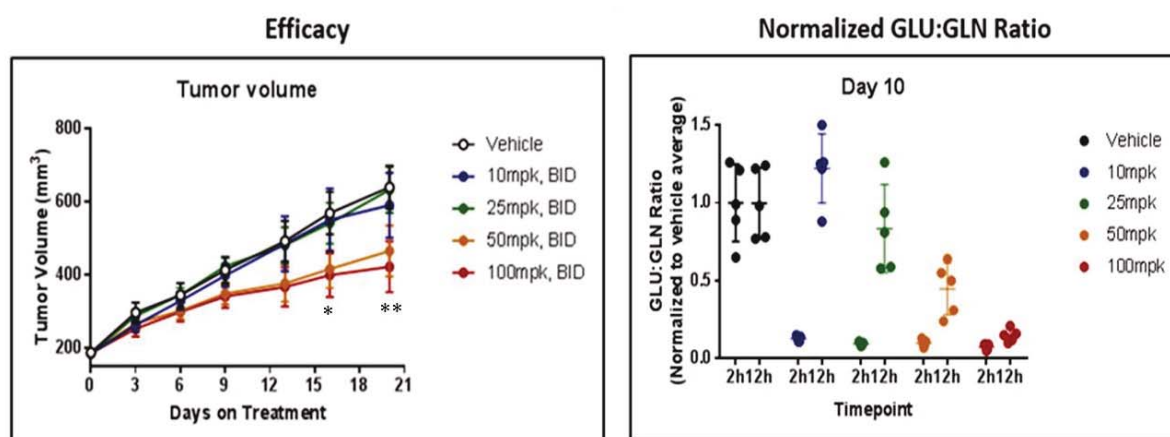 Efficacy
Tumor volume
Tumor Volume (mm³)
800
600
400
200
0 3 6 9 12 15 18 21
Days on Treatment
* **
Vehicle
10mpk, BID
25mpk, BID
50mpk, BID
100mpk, BID
Normalized GLU:GLN Ratio
Day 10
GLU:GLN Ratio
(Normalized to vehicle average)
1.5
1.0
0.5
0.0
2h12h 2h12h 2h12h 2h12h 2h12h
Timepoint
Vehicle
10mpk
25mpk
50mpk
100mpk